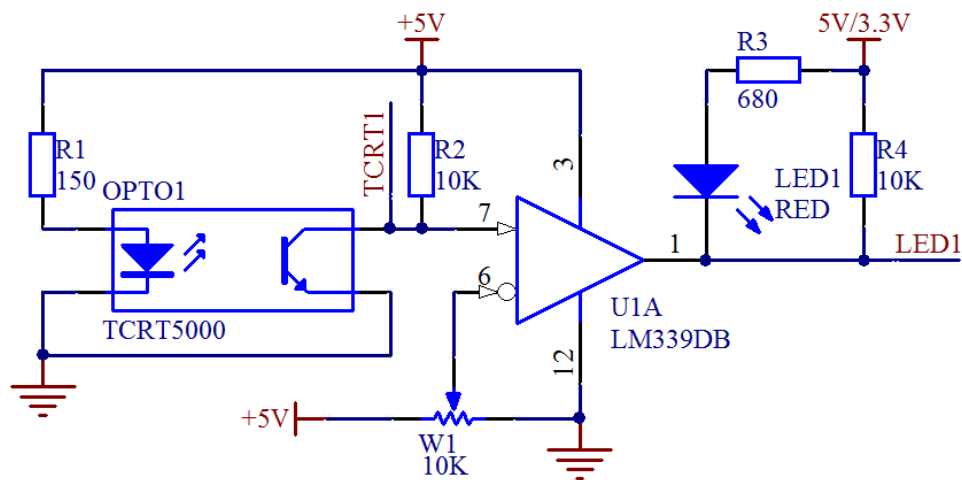 +5V
5V/3.3V
R3
680
R1
150
TCRT1
R2
10K
3
R4
10K
OPTO1
LED1
RED
7
1
LED1
6
TCRT5000
U1A
LM339DB
12
+5V
W1
10K